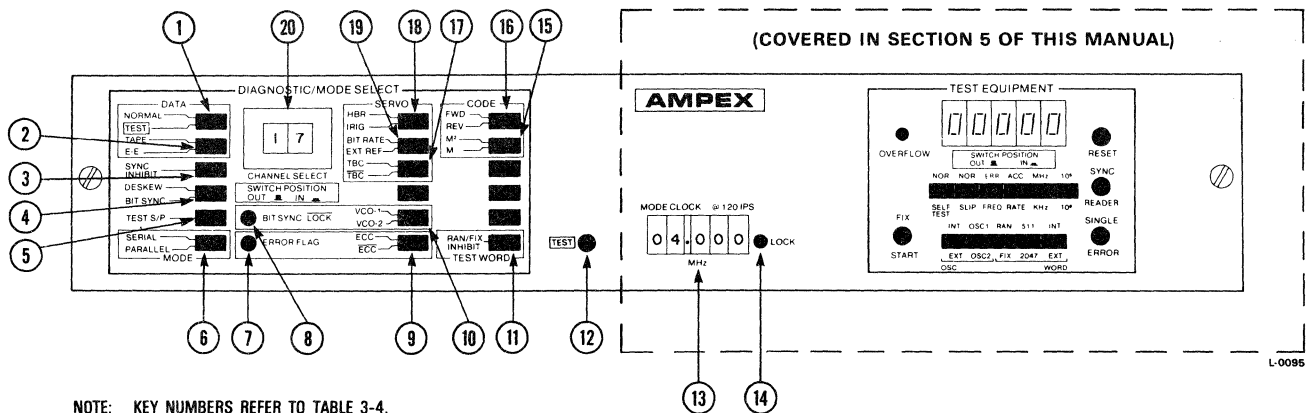 1 20 19 18 17 16 15
(COVERED IN SECTION 5 OF THIS MANUAL)
DIAGNOSTIC/MODE SELECT
DATA
NORMAL
TEST
2
TAPE
E-E
3
SYNC
INHIBIT
4
DESKEW
BIT SYNC
5
TEST S/P
SERIAL
PARALLEL
MODE
1 7
CHANNEL SELECT
SWITCH POSITION
OUT IN
BIT SYNC LOCK
ERROR FLAG
SERVO
HBR
IRIG
BIT RATE
EXT REF
TBC
TBC
VCO-1
VCO-2
ECC
ECC
CODE
FWD
REV
M²
M
RAN/FIX
INHIBIT
TEST WORD
TEST
AMPEX
MODE CLOCK @ 120 IPS
0 4.0 0 0
MHz
LOCK
TEST EQUIPMENT
0 0 0 0 0
OVERFLOW
RESET
SWITCH POSITION
OUT IN
NOR NOR ERR ACC MHz
SYNC
READER
SELF
TEST
SLIP FREQ RATE KHz
FIX
START
SINGLE
ERROR
INT OSC1 RAN 511 INT
EXT OSC2 FIX 2047 EXT
OSC WORD
6 7 8 9 10 11 12
13 14
L-0095
NOTE: KEY NUMBERS REFER TO TABLE 3-4.